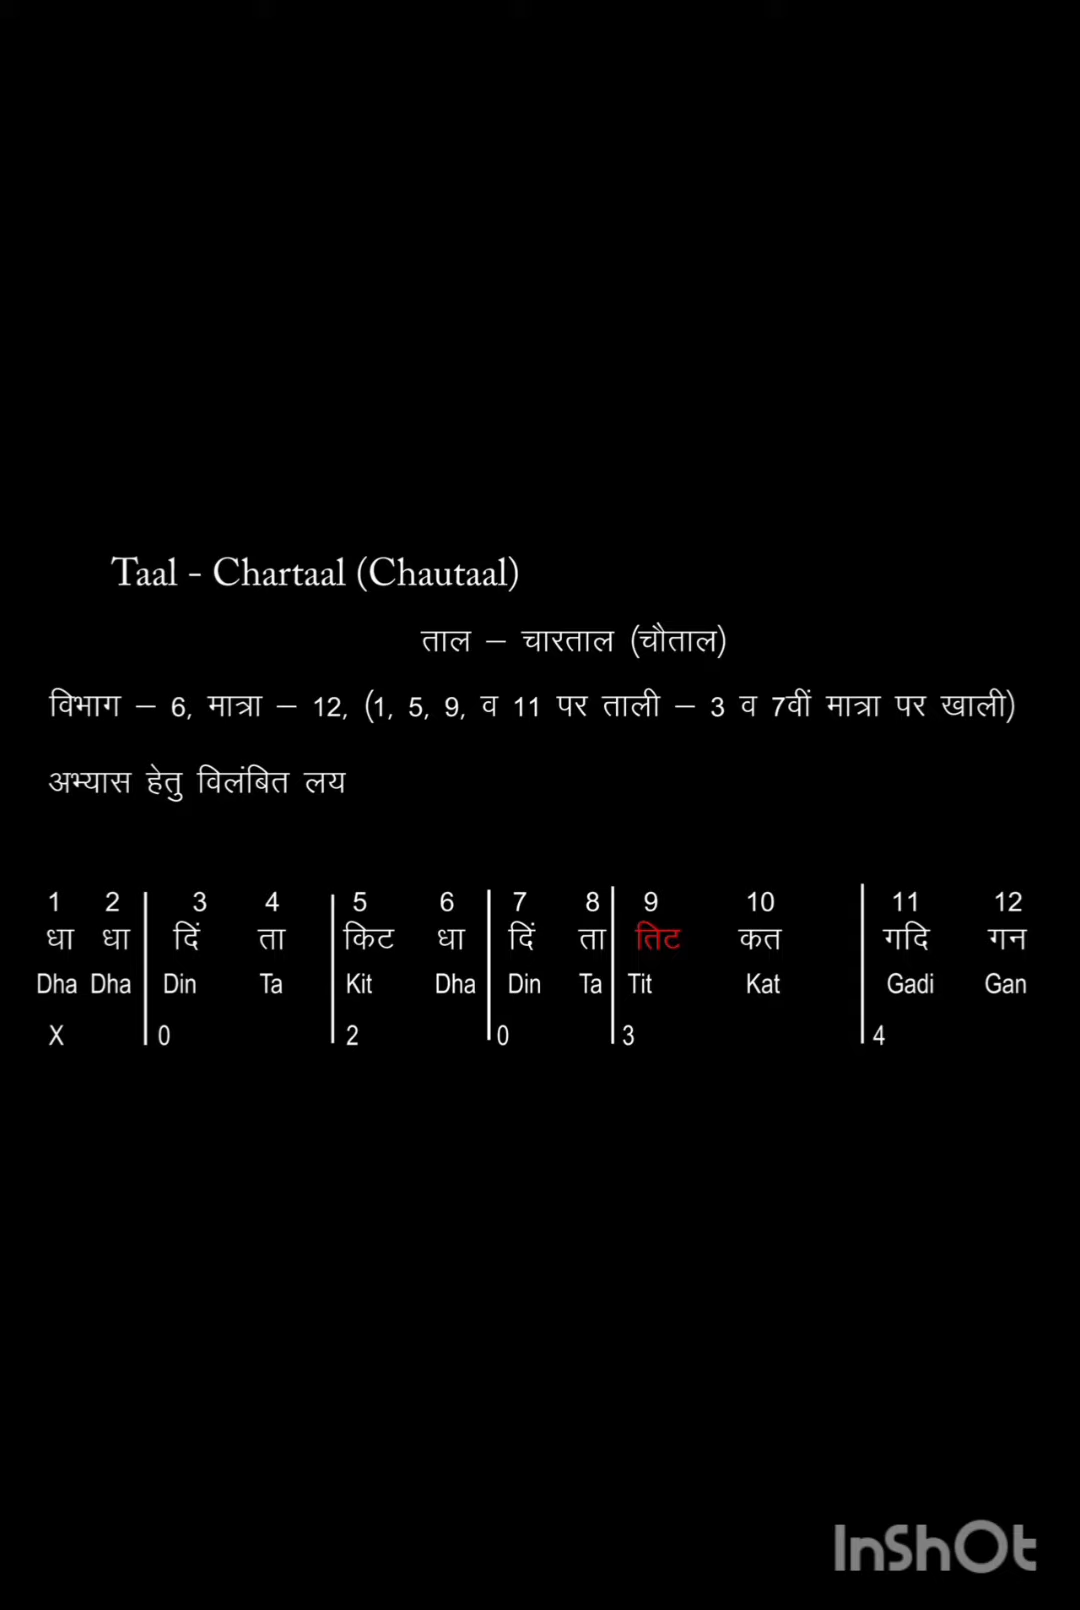 Taal - Chartaal (Chautaal)
ताल – चारताल (चौताल)
विभाग – 6, मात्रा – 12, (1, 5, 9, व 11 पर ताली – 3 व 7वीं मात्रा पर खाली)
अभ्यास हेतु विलंबित लय
1 2 3 4 5 6 7 8 9 10 11 12
धा धा दिं ता किट धा दिं ता तिट कत गदि गन
Dha Dha Din Ta Kit Dha Din Ta Tit Kat Gadi Gan
X 0 2 0 3 4
InShOt